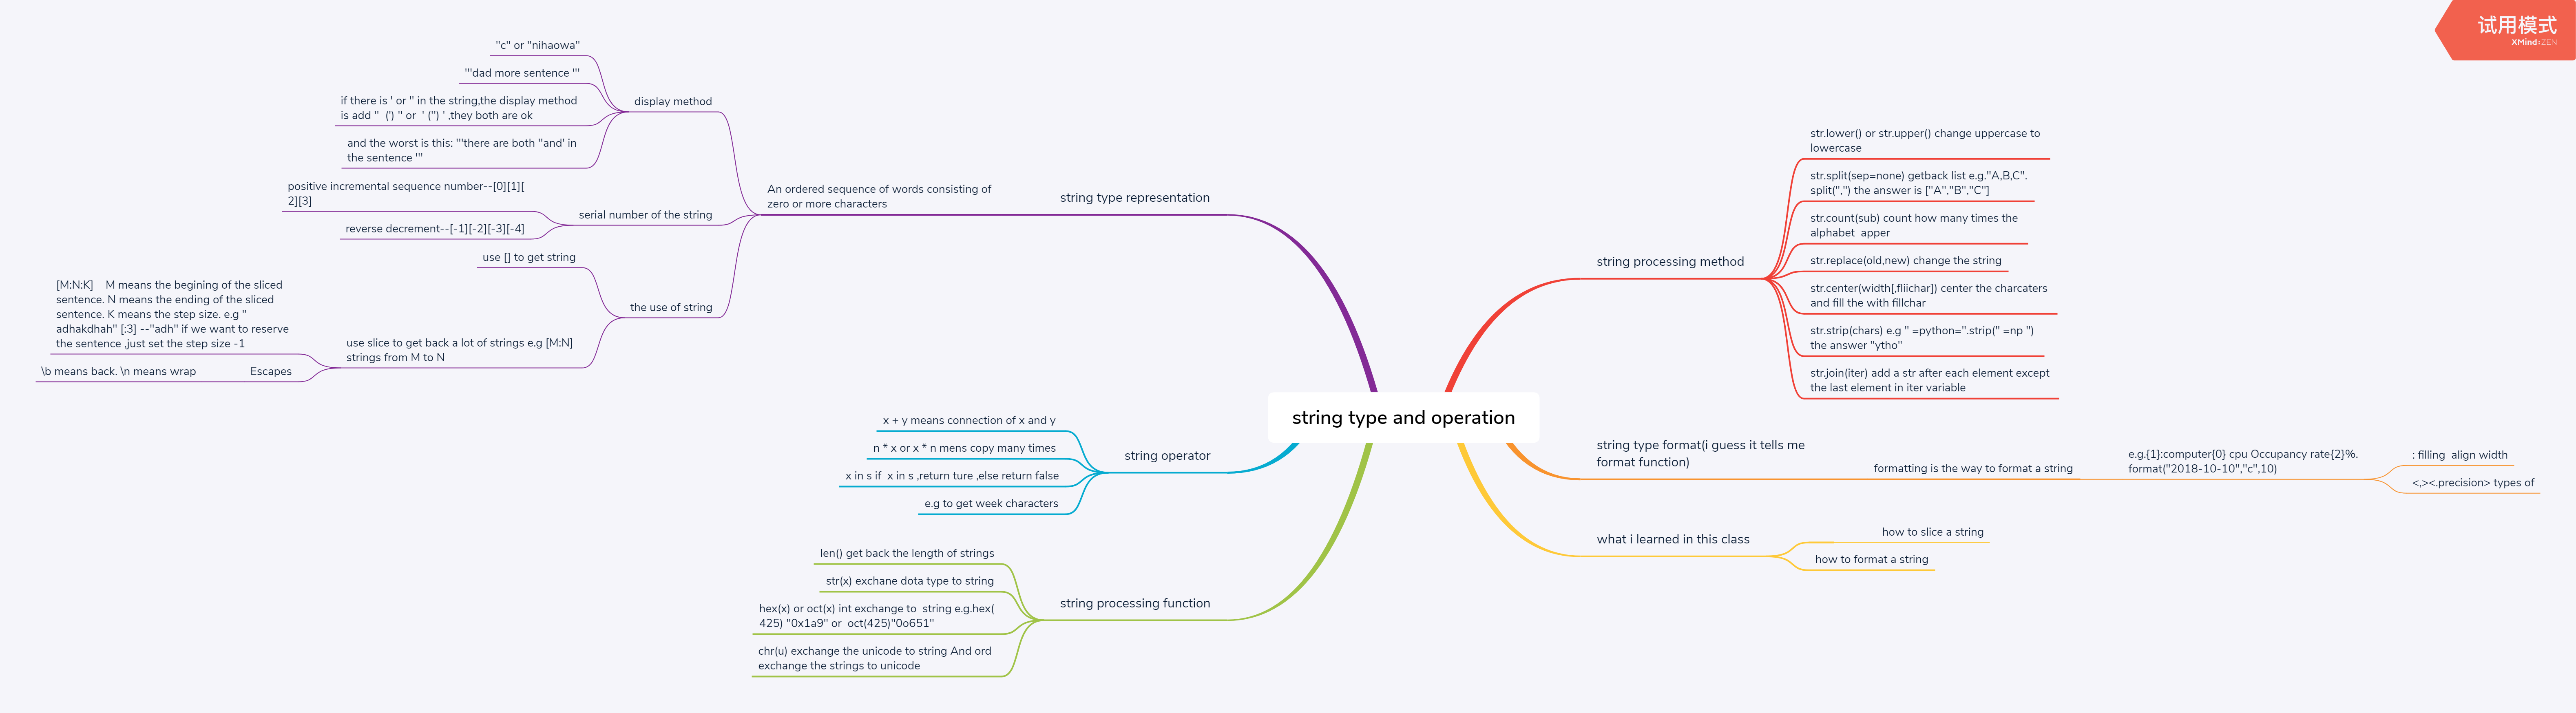 试用模式
XMind:ZEN
string type and operation
string type representation
An ordered sequence of words consisting of
zero or more characters
display method
"c" or "nihaowa"
'"dad more sentence '"
if there is ' or " in the string,the display method
is add "  (') " or  ' (") ' ,they both are ok
and the worst is this: '"there are both "and' in
the sentence '"
serial number of the string
positive incremental sequence number--[0][1][
2][3]
reverse decrement--[-1][-2][-3][-4]
the use of string
use [] to get string
use slice to get back a lot of strings e.g [M:N]
strings from M to N
[M:N:K]    M means the begining of the sliced
sentence. N means the ending of the sliced
sentence. K means the step size. e.g "
adhakdhah" [:3] --"adh" if we want to reserve
the sentence ,just set the step size -1
Escapes
\b means back. \n means wrap
string operator
x + y means connection of x and y
n * x or x * n mens copy many times
x in s if  x in s ,return ture ,else return false
e.g to get week characters
string processing function
len() get back the length of strings
str(x) exchane dota type to string
hex(x) or oct(x) int exchange to  string e.g.hex(
425) "0x1a9" or  oct(425)"0o651"
chr(u) exchange the unicode to string And ord
exchange the strings to unicode
string processing method
str.lower() or str.upper() change uppercase to
lowercase
str.split(sep=none) getback list e.g."A,B,C".
split(",") the answer is ["A","B","C"]
str.count(sub) count how many times the
alphabet  apper
str.replace(old,new) change the string
str.center(width[,fliichar]) center the charcaters
and fill the with fillchar
str.strip(chars) e.g " =python=".strip(" =np ")
the answer "ytho"
str.join(iter) add a str after each element except
the last element in iter variable
string type format(i guess it tells me
format function)
formatting is the way to format a string
e.g.{1}:computer{0} cpu Occupancy rate{2}%.
format("2018-10-10","c",10)
: filling  align width
<,><.precision> types of
what i learned in this class
how to slice a string
how to format a string